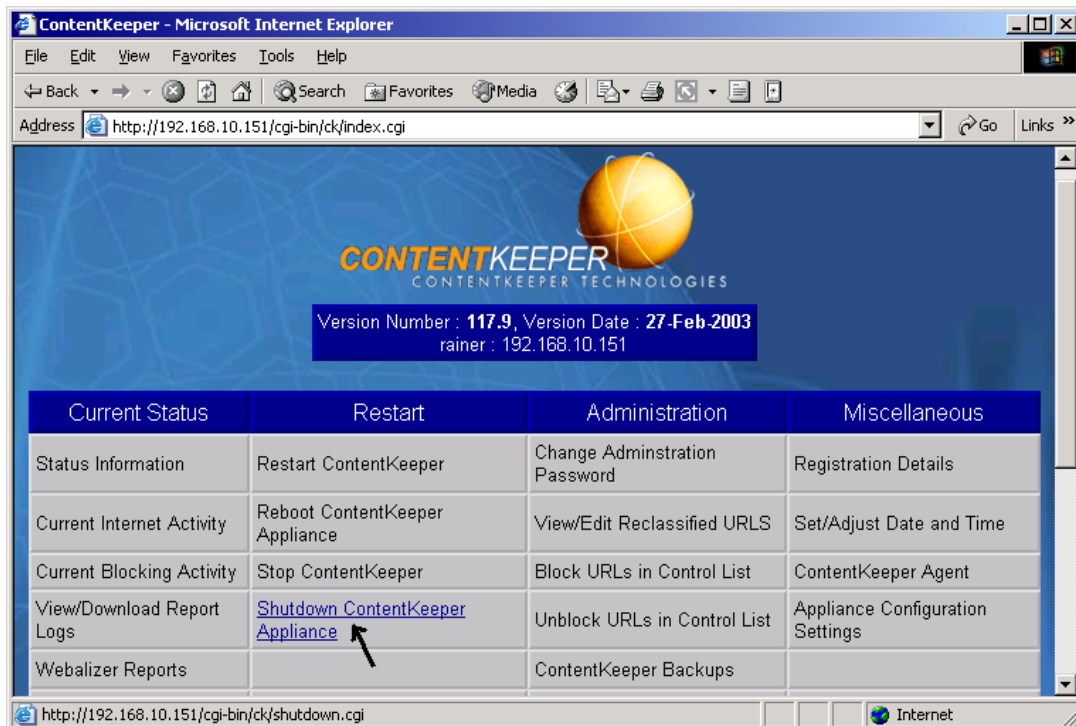 ContentKeeper - Microsoft Internet Explorer
File Edit View Favorites Tools Help
Back Search Favorites Media
Address http://192.168.10.151/cgi-bin/ck/index.cgi Go Links »
CONTENTKEEPER
CONTENTKEEPER TECHNOLOGIES
Version Number : 117.9, Version Date : 27-Feb-2003
rainer : 192.168.10.151
Current Status Restart Administration Miscellaneous
Status Information Restart ContentKeeper Change Adminstration
Password Registration Details
Current Internet Activity Reboot ContentKeeper
Appliance View/Edit Reclassified URLS Set/Adjust Date and Time
Current Blocking Activity Stop ContentKeeper Block URLs in Control List ContentKeeper Agent
View/Download Report
Logs Shutdown ContentKeeper
Appliance Unblock URLs in Control List Appliance Configuration
Settings
Webalizer Reports ContentKeeper Backups
http://192.168.10.151/cgi-bin/ck/shutdown.cgi Internet